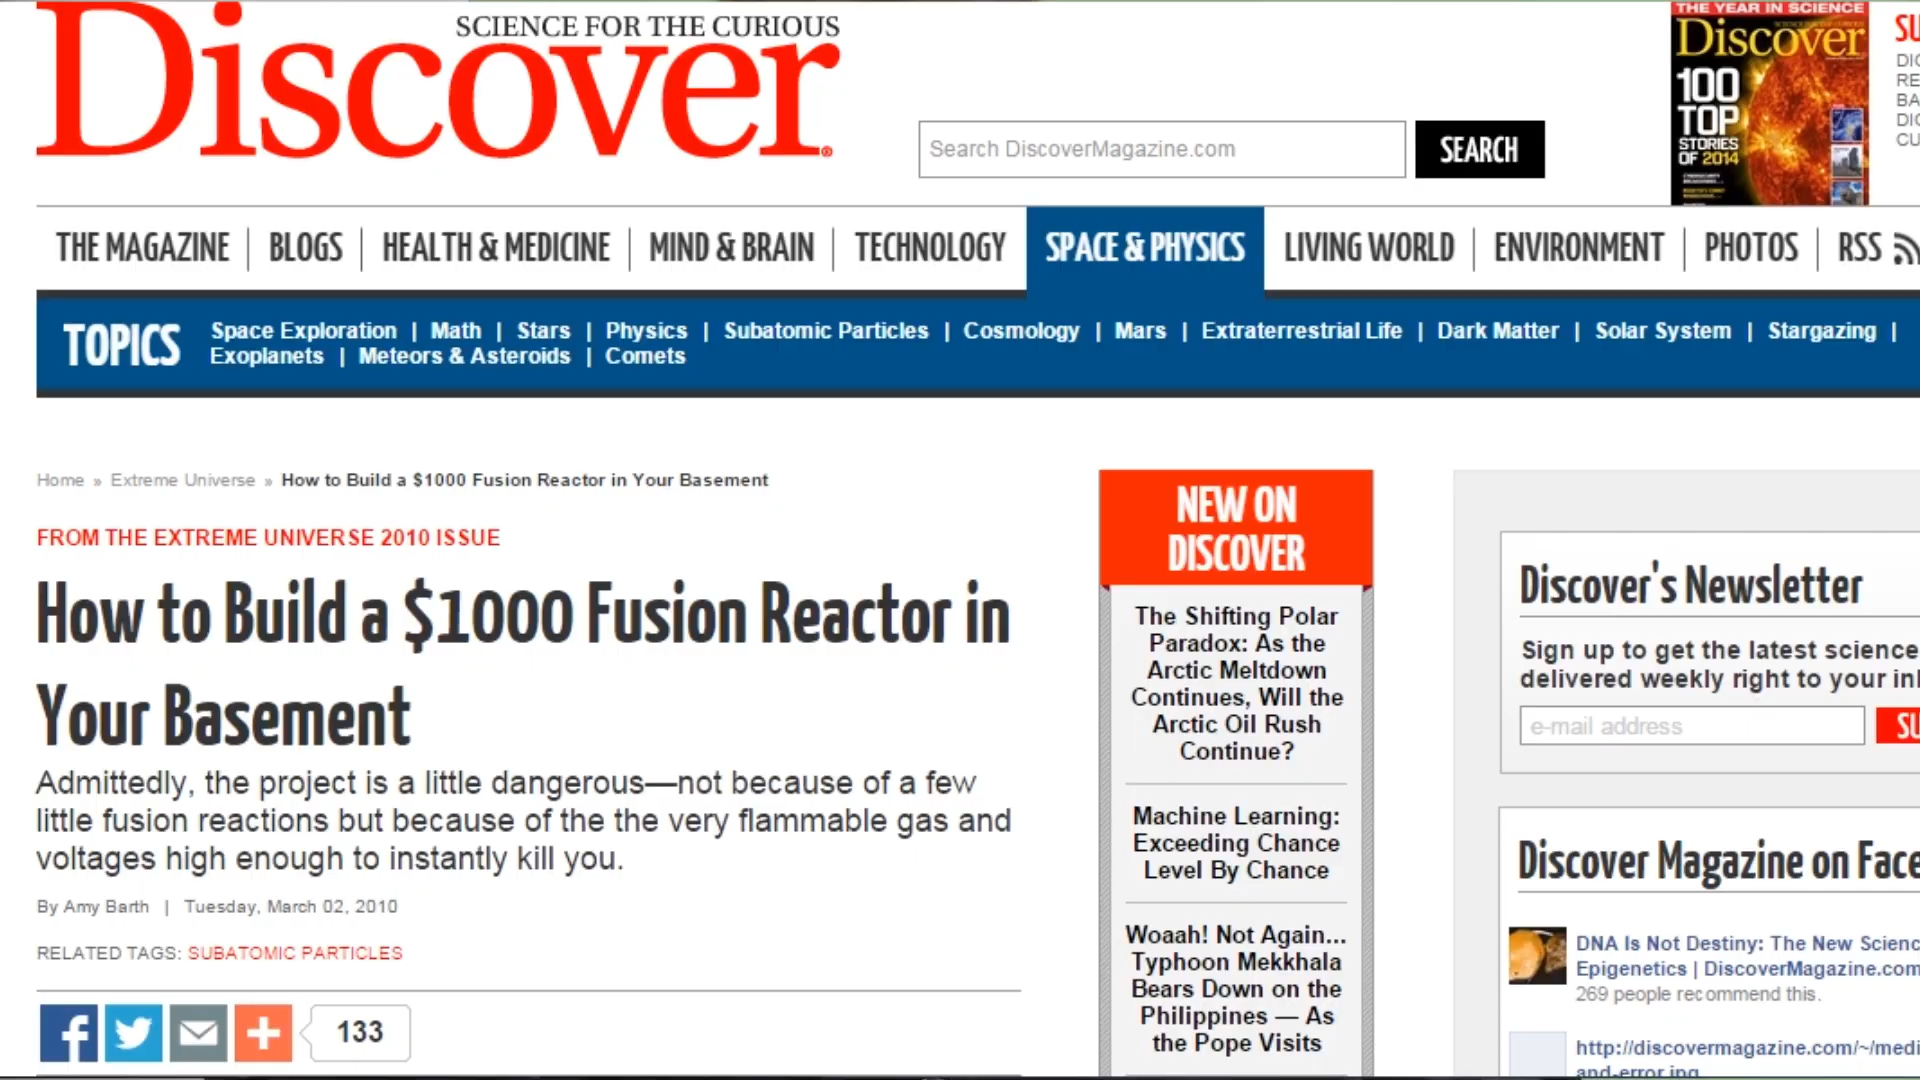 SCIENCE FOR THE CURIOUS
Discover
Search DiscoverMagazine.com
SEARCH
THE YEAR IN SCIENCE
Discover
100
TOP
STORIES
OF 2014
THE MAGAZINE | BLOGS | HEALTH & MEDICINE | MIND & BRAIN | TECHNOLOGY SPACE & PHYSICS LIVING WORLD | ENVIRONMENT | PHOTOS | RSS
TOPICS
Space Exploration | Math | Stars | Physics | Subatomic Particles | Cosmology | Mars | Extraterrestrial Life | Dark Matter | Solar System | Stargazing |
Exoplanets | Meteors & Asteroids | Comets
Home » Extreme Universe » How to Build a $1000 Fusion Reactor in Your Basement
FROM THE EXTREME UNIVERSE 2010 ISSUE
How to Build a $1000 Fusion Reactor in
Your Basement
Admittedly, the project is a little dangerous—not because of a few
little fusion reactions but because of the the very flammable gas and
voltages high enough to instantly kill you.
By Amy Barth | Tuesday, March 02, 2010
RELATED TAGS: SUBATOMIC PARTICLES
133
NEW ON
DISCOVER
The Shifting Polar
Paradox: As the
Arctic Meltdown
Continues, Will the
Arctic Oil Rush
Continue?
Machine Learning:
Exceeding Chance
Level By Chance
Woaah! Not Again...
Typhoon Mekkhala
Bears Down on the
Philippines — As
the Pope Visits
Discover's Newsletter
Sign up to get the latest science
delivered weekly right to your
e-mail address
Discover Magazine on
DNA Is Not Destiny: The New
Epigenetics | DiscoverMagazine.com
269 people recommend this.
http://discovermagazine.com/~/medi
and-error.jpg